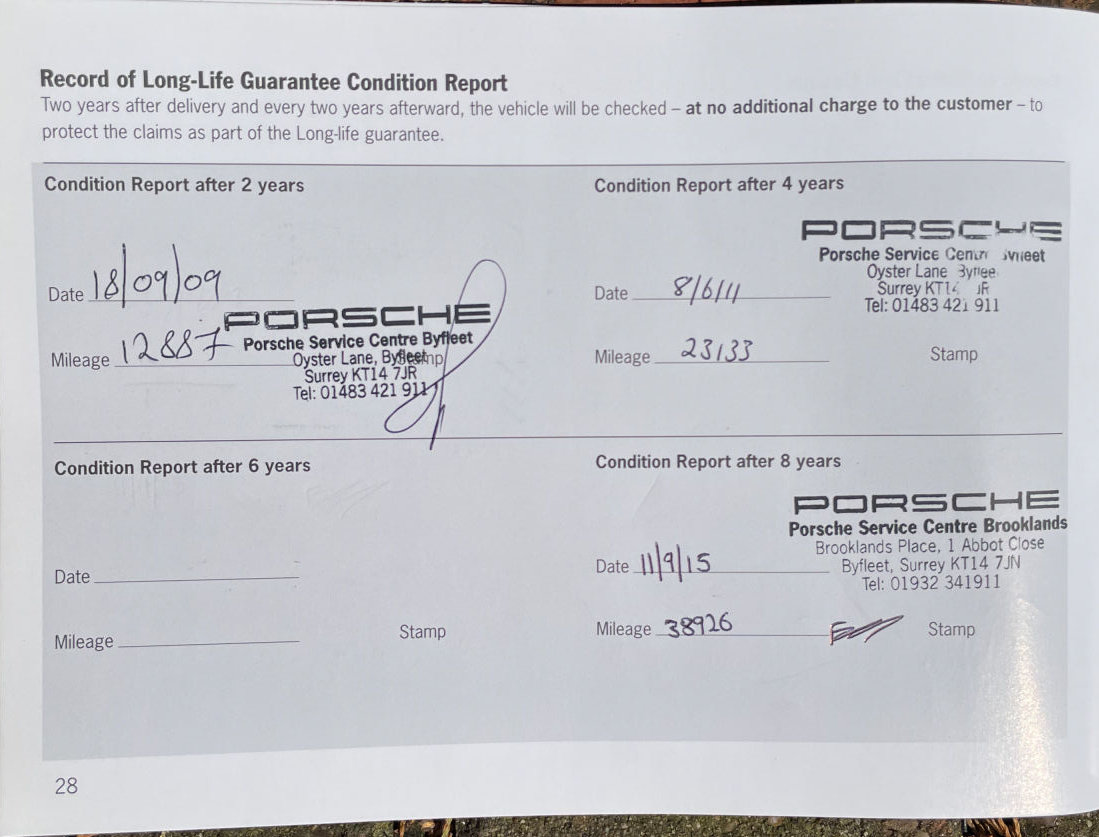 Record of Long-Life Guarantee Condition Report
Two years after delivery and every two years afterward, the vehicle will be checked – at no additional charge to the customer – to
protect the claims as part of the Long-life guarantee.
Condition Report after 2 years
Date 18/09/09
Mileage 12887
PORSCHE
Porsche Service Centre Byfleet
Oyster Lane, Byfleet
Surrey KT14 7JR
Tel: 01483 421 911
Condition Report after 4 years
PORSCHE
Porsche Service
Oyster Lane
Surrey
Tel: 01483 421 911
Date 8/6/11
Mileage 23133
Stamp
Condition Report after 6 years
Date
Mileage
Stamp
Condition Report after 8 years
PORSCHE
Porsche Service Centre Brooklands
Brooklands Place, 1 Abbot Close
Byfleet, Surrey KT14 7JN
Tel: 01932 341911
Date 11/9/15
Mileage 38926
Stamp
28